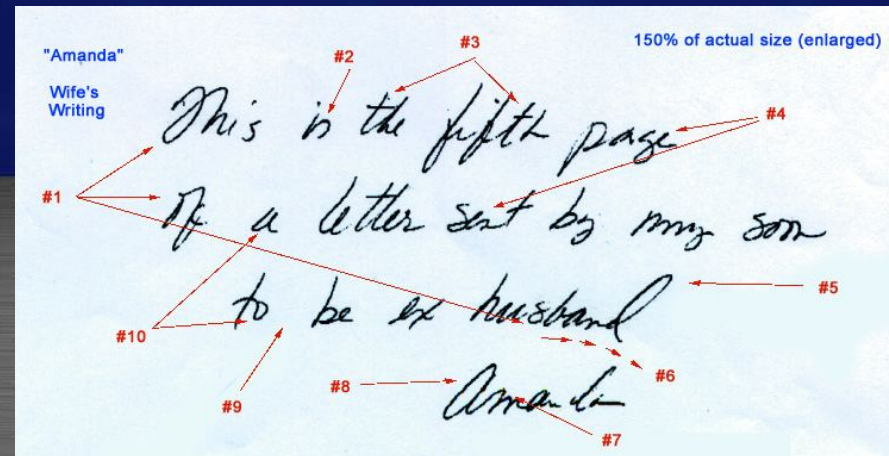 "Amanda"
#2
#3
150% of actual size (enlarged)
Wife's
Writing
This is the fifth page
#4
#1
of a letter sent by my soon
#5
to be ex husband
#10
#6
#9
#8
Amanda
#7